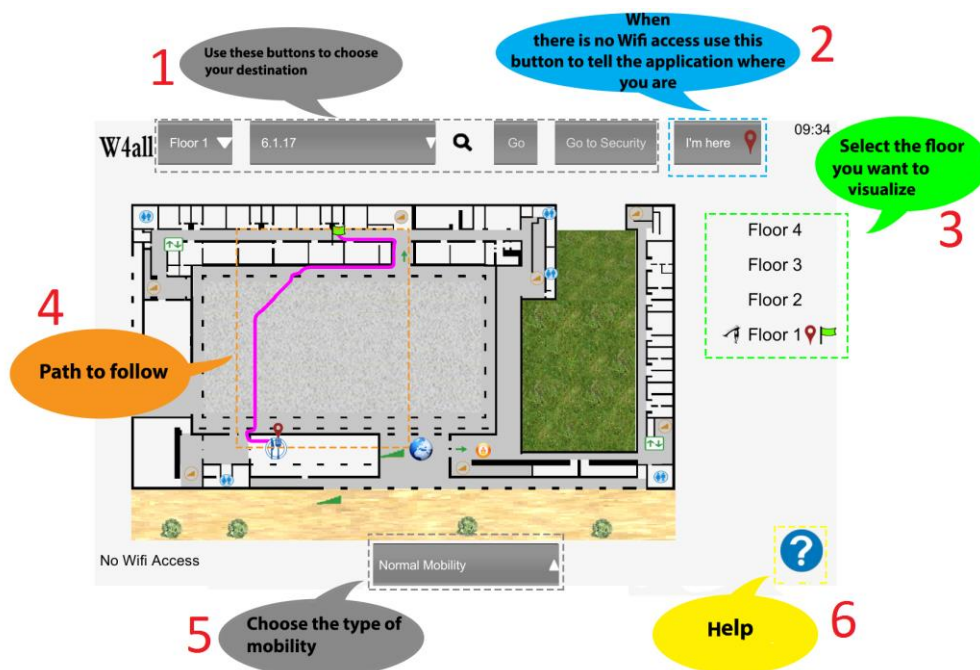 1
Use these buttons to choose
your destination
When
there is no Wifi access use this
button to tell the application where
you are
2
W4all
Floor 1
6.1.17
Go
Go to Security
I'm here
09:34
Select the floor
you want to
visualize
3
Floor 4
Floor 3
Floor 2
Floor 1
4
Path to follow
No Wifi Access
Normal Mobility
?
5
Choose the type of
mobility
Help
6